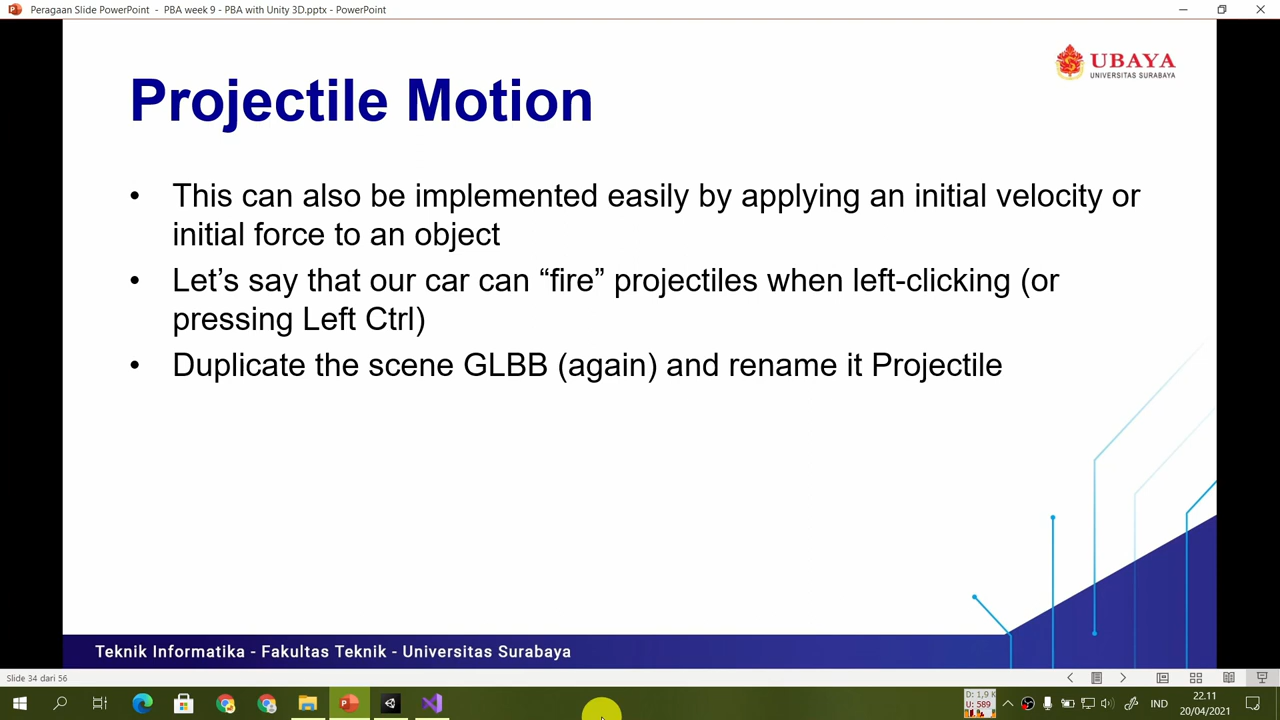 Peragaan Slide PowerPoint - PBA week 9 - PBA with Unity 3D.pptx - PowerPoint
UBAYA
UNIVERSITAS SURABAYA
Projectile Motion
• This can also be implemented easily by applying an initial velocity or
initial force to an object
• Let’s say that our car can “fire” projectiles when left-clicking (or
pressing Left Ctrl)
• Duplicate the scene GLBB (again) and rename it Projectile
Teknik Informatika - Fakultas Teknik - Universitas Surabaya
Slide 34 dari 56
D: 1,9 K
U: 589
IND
22.11
20/04/2021